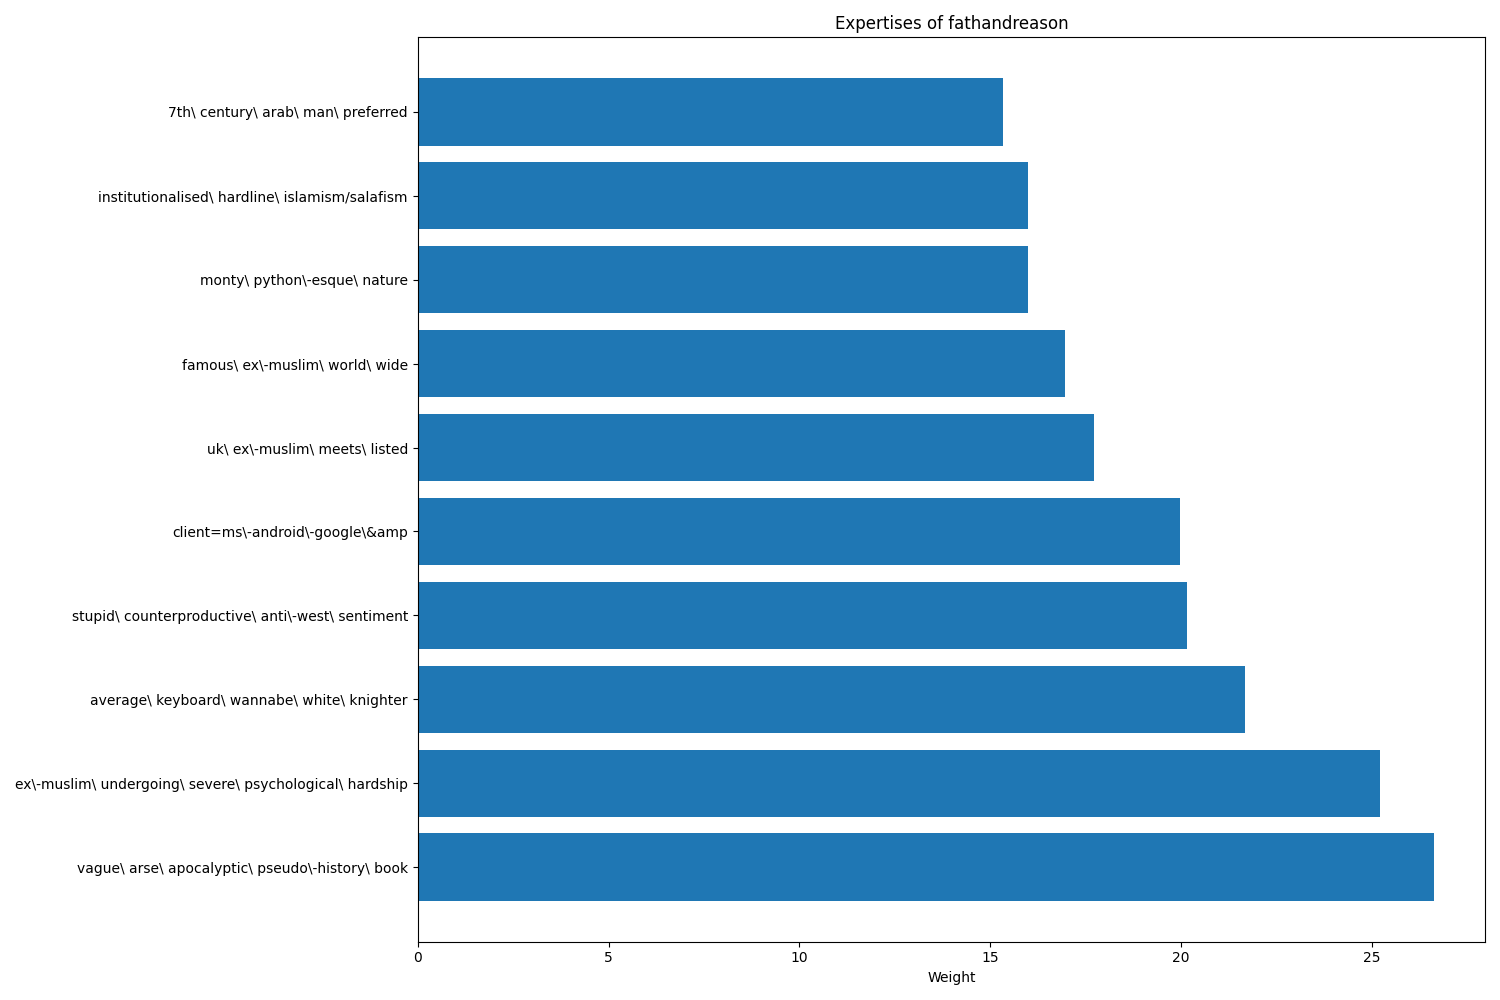 Expertises of fathandreason
7th\ century\ arab\ man\ preferred
institutionalised\ hardline\ islamism/salafism
monty\ python\-esque\ nature
famous\ ex\-muslim\ world\ wide
uk\ ex\-muslim\ meets\ listed
client=ms\-android\-google\&amp
stupid\ counterproductive\ anti\-west\ sentiment
average\ keyboard\ wannabe\ white\ knighter
ex\-muslim\ undergoing\ severe\ psychological\ hardship
vague\ arse\ apocalyptic\ pseudo\-history\ book
0 5 10 15 20 25
Weight